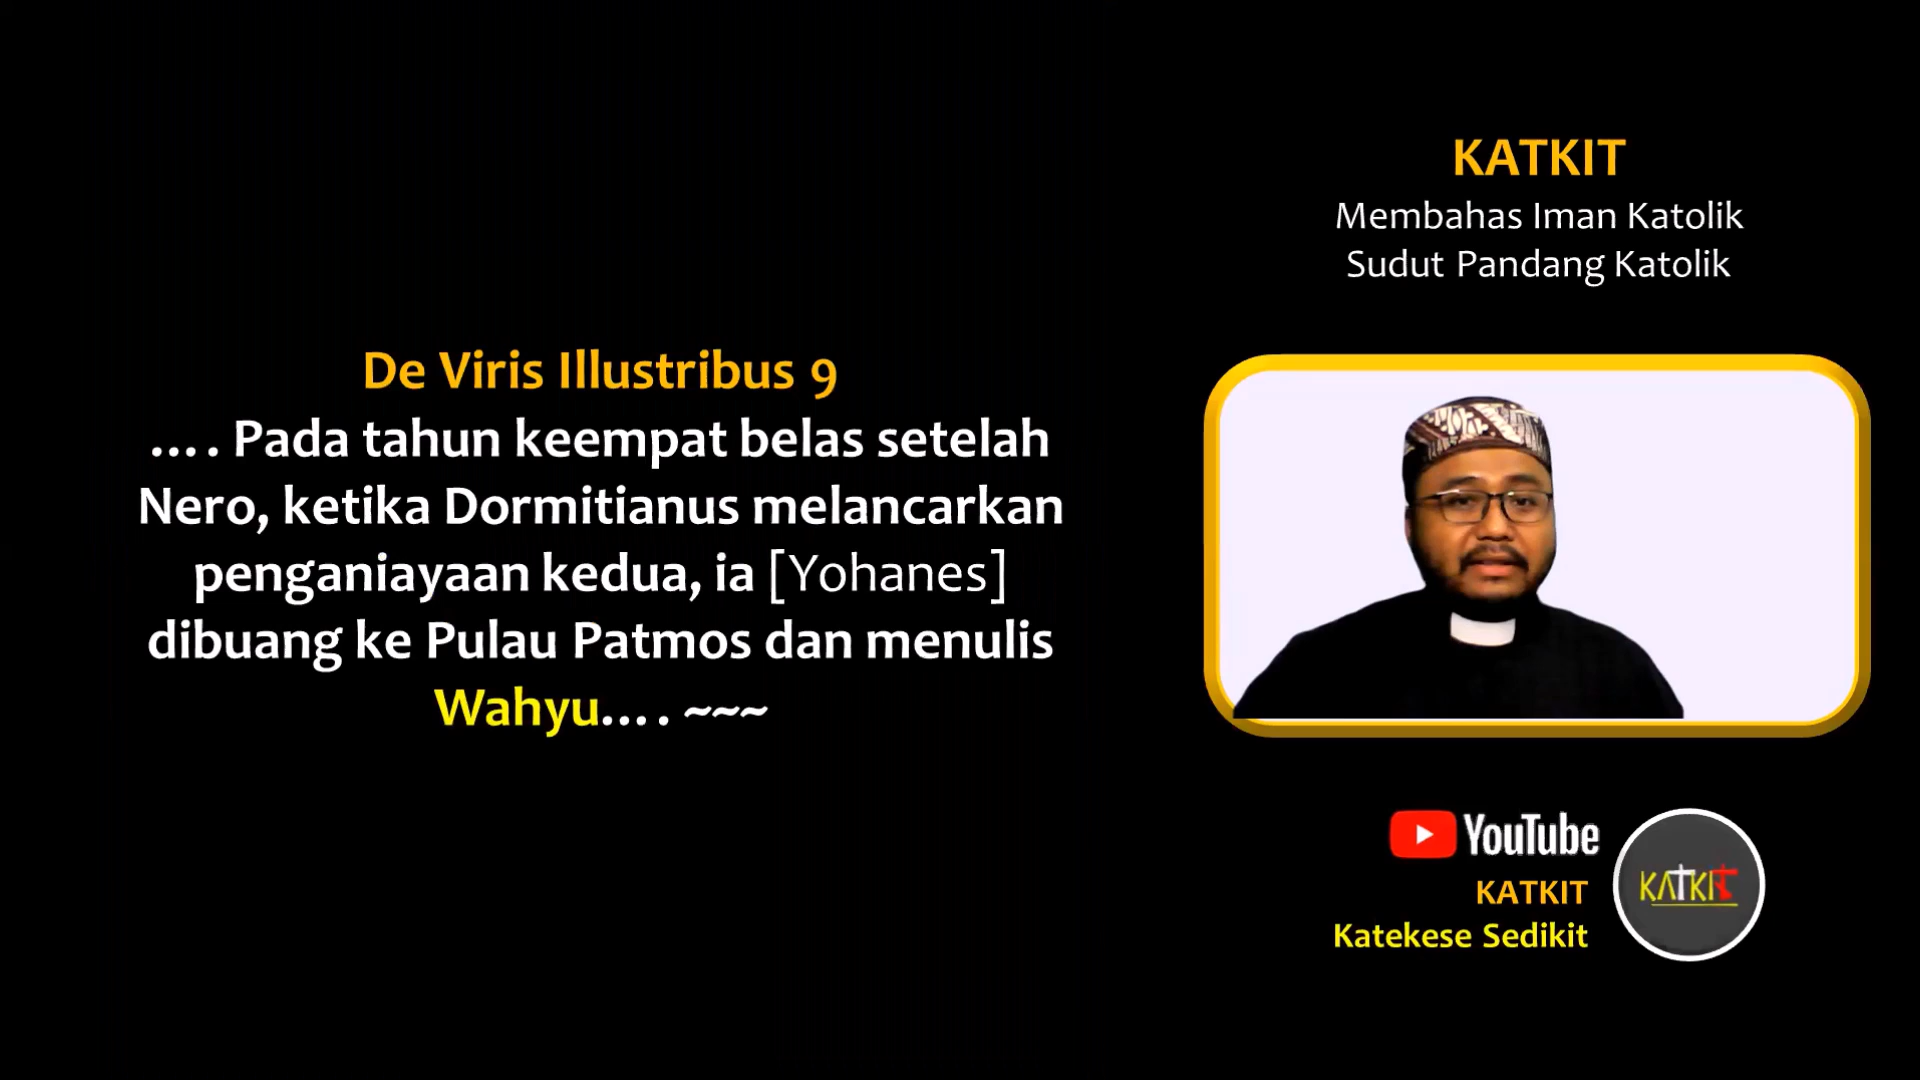 De Viris Illustribus 9
.... Pada tahun keempat belas setelah
Nero, ketika Dormitianus melancarkan
penganiayaan kedua, ia [Yohanes]
dibuang ke Pulau Patmos dan menulis
Wahyu.... ~~~
KATKIT
Membahas Iman Katolik
Sudut Pandang Katolik
YouTube
KATKIT
Katekese Sedikit
KATKIT